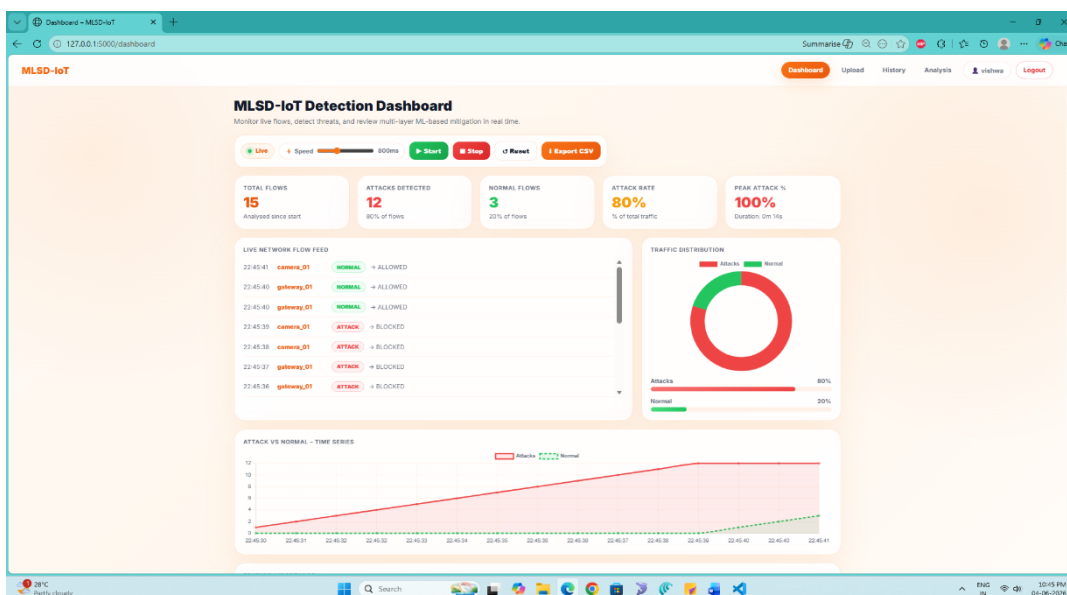 Dashboard – MLSD-IoT
127.0.0.1:5000/dashboard
Summarise
MLSD-IoT
Dashboard Upload History Analysis vishwa Logout
MLSD-IoT Detection Dashboard
Monitor live flows, detect threats, and review multi-layer ML-based mitigation in real time.
Live Speed 800ms Start Stop Reset Export CSV
TOTAL FLOWS ATTACKS DETECTED NORMAL FLOWS ATTACK RATE PEAK ATTACK %
15 12 3 80% 100%
Analysed since start 80% of flows 20% of flows % of total traffic Duration: 0m 14s
LIVE NETWORK FLOW FEED
22:45:41 camera_01 NORMAL → ALLOWED
22:45:40 gateway_01 NORMAL → ALLOWED
22:45:40 gateway_01 NORMAL → ALLOWED
22:45:39 camera_01 ATTACK → BLOCKED
22:45:38 camera_01 ATTACK → BLOCKED
22:45:37 gateway_01 ATTACK → BLOCKED
22:45:36 gateway_01 ATTACK → BLOCKED
TRAFFIC DISTRIBUTION
Attacks Normal
Attacks 80%
Normal 20%
ATTACK VS NORMAL – TIME SERIES
Attacks Normal
12
10
8
6
4
2
0
22:45:30 22:45:31 22:45:32 22:45:32 22:45:33 22:45:34 22:45:35 22:45:36 22:45:37 22:45:38 22:45:39 22:45:40 22:45:40 22:45:41
28°C
Partly cloudy
Search
ENG
IN
10:45 PM
04-06-2026